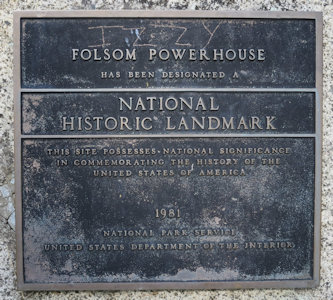 FOLSOM POWERHOUSE
HAS BEEN DESIGNATED A
NATIONAL
HISTORIC LANDMARK
THIS SITE POSSESSES NATIONAL SIGNIFICANCE
IN COMMEMORATING THE HISTORY OF THE
UNITED STATES OF AMERICA
1981
NATIONAL PARK SERVICE
UNITED STATES DEPARTMENT OF THE INTERIOR